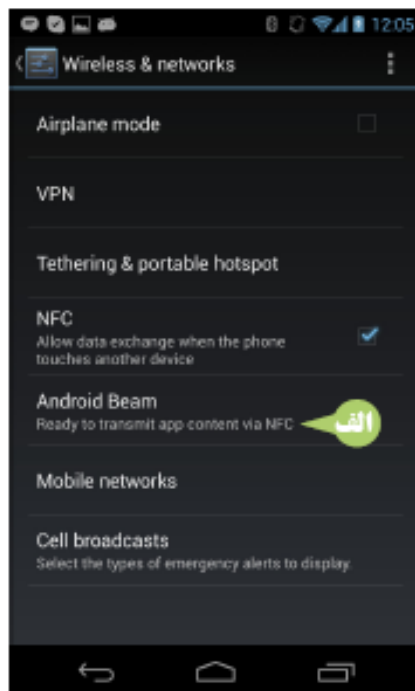 12:05
Wireless & networks
Airplane mode
VPN
Tethering & portable hotspot
NFC
Allow data exchange when the phone
touches another device
Android Beam
Ready to transmit app content via NFC
الف
Mobile networks
Cell broadcasts
Select the types of emergency alerts to display.